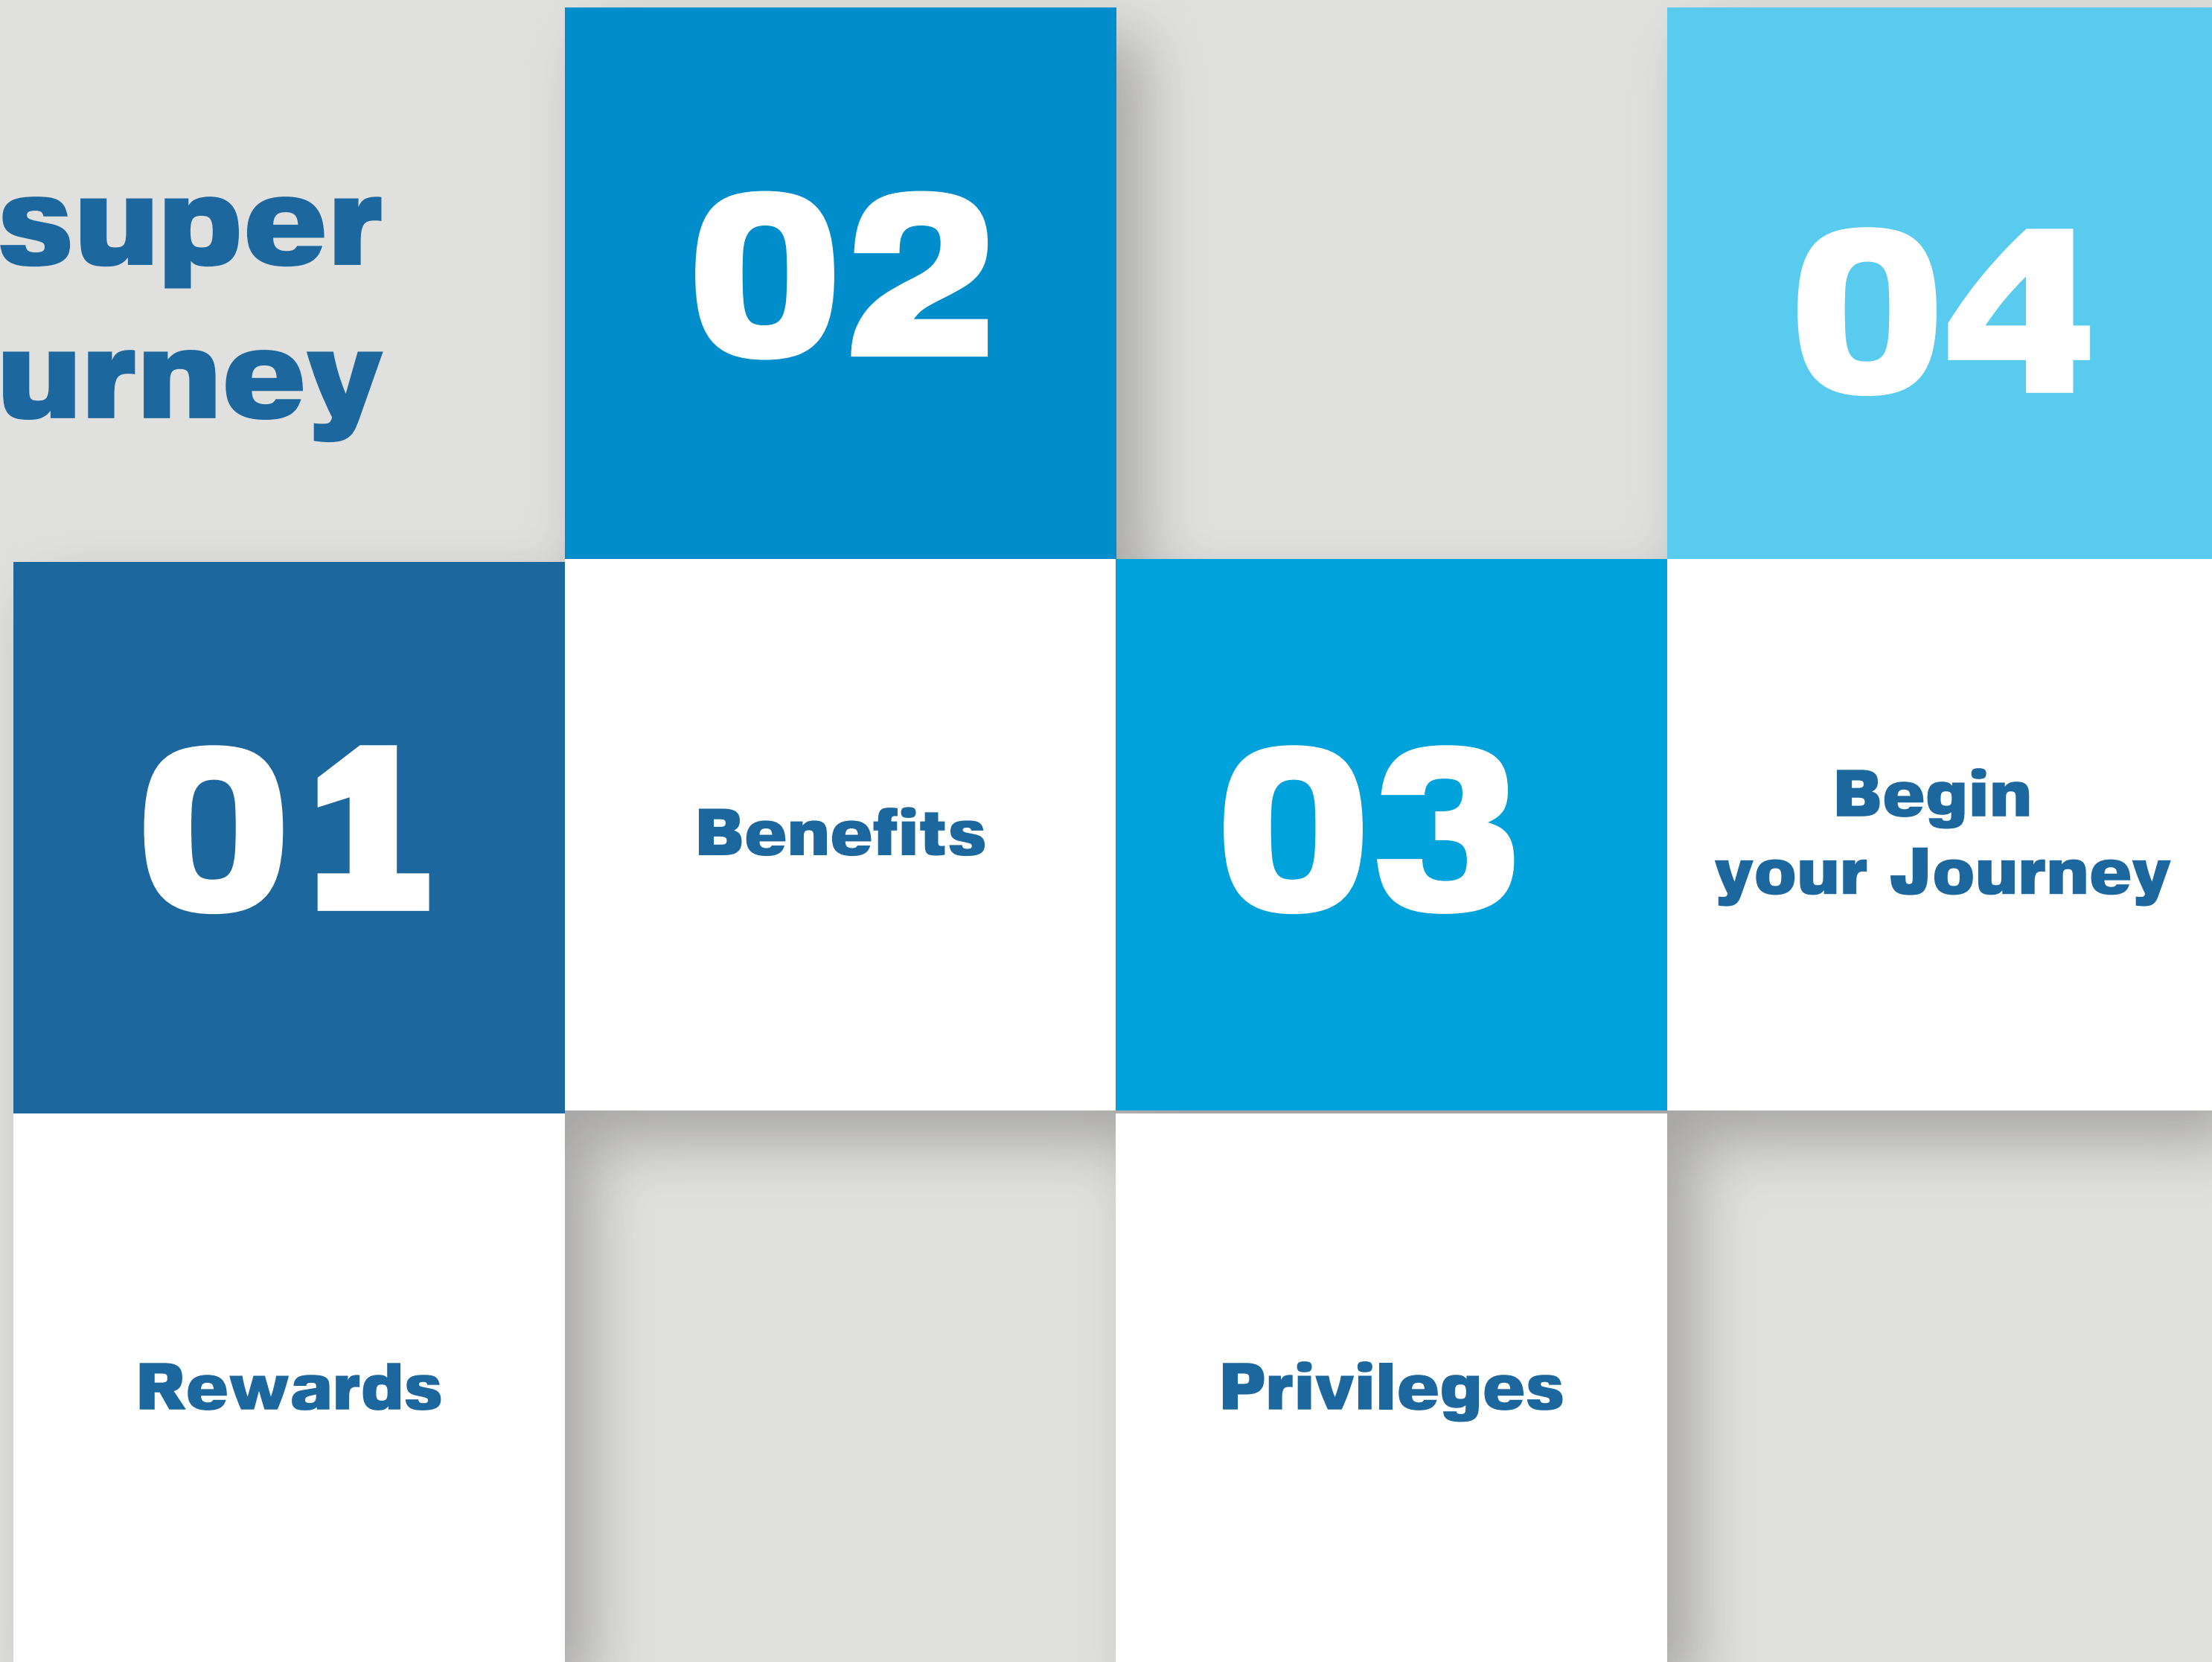 super
urney
02
04
01
Benefits
03
Begin
your Journey
Rewards
Privileges